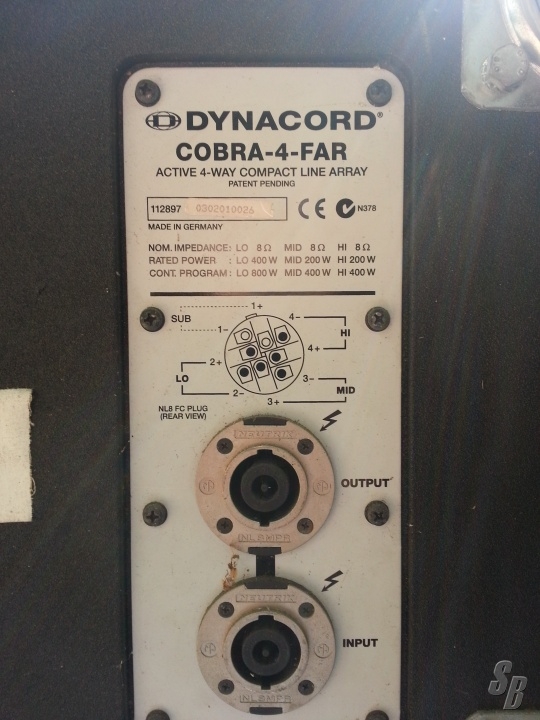 DYNACORD®
COBRA-4-FAR
ACTIVE 4-WAY COMPACT LINE ARRAY
PATENT PENDING
112897 0302010026 N378
MADE IN GERMANY
NOM. IMPEDANCE: LO 8Ω MID 8Ω HI 8Ω
RATED POWER : LO 400 W MID 200 W HI 200 W
CONT. PROGRAM : LO 800 W MID 400 W HI 400 W
1+
SUB
4-
1-
HI
4+
2+
LO
3-
MID
2-
3+
NL8 FC PLUG
(REAR VIEW)
NEUTRIK
OUTPUT
NL8MPR
NEUTRIK
INPUT
NL8MPR
SB